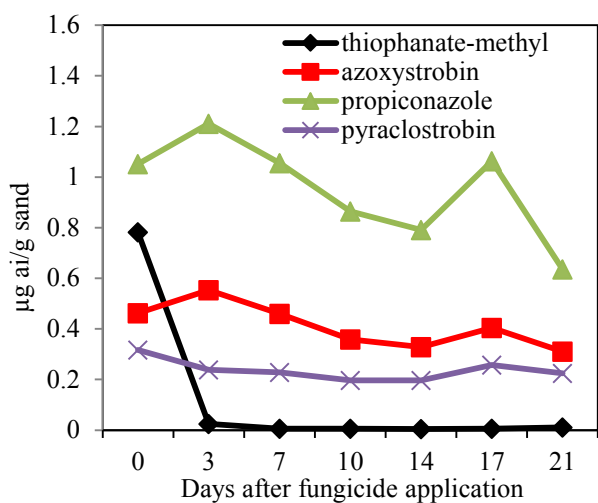 1.6
1.4
1.2
1
0.8
0.6
0.4
0.2
0
µg ai/g sand
thiophanate-methyl
azoxystrobin
propiconazole
pyraclostrobin
0 3 7 10 14 17 21
Days after fungicide application